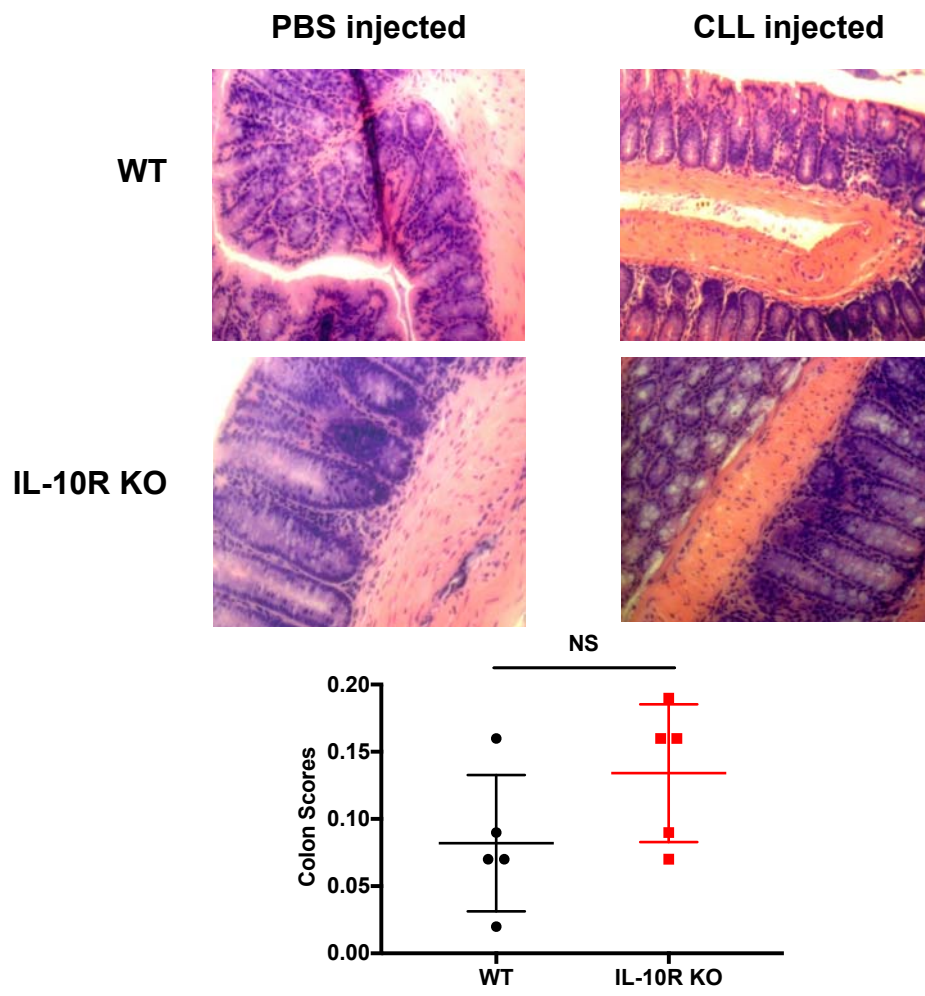 PBS injected CLL injected
WT
IL-10R KO
NS
0.20
0.15
0.10
0.05
0.00
Colon Scores
WT IL-10R KO